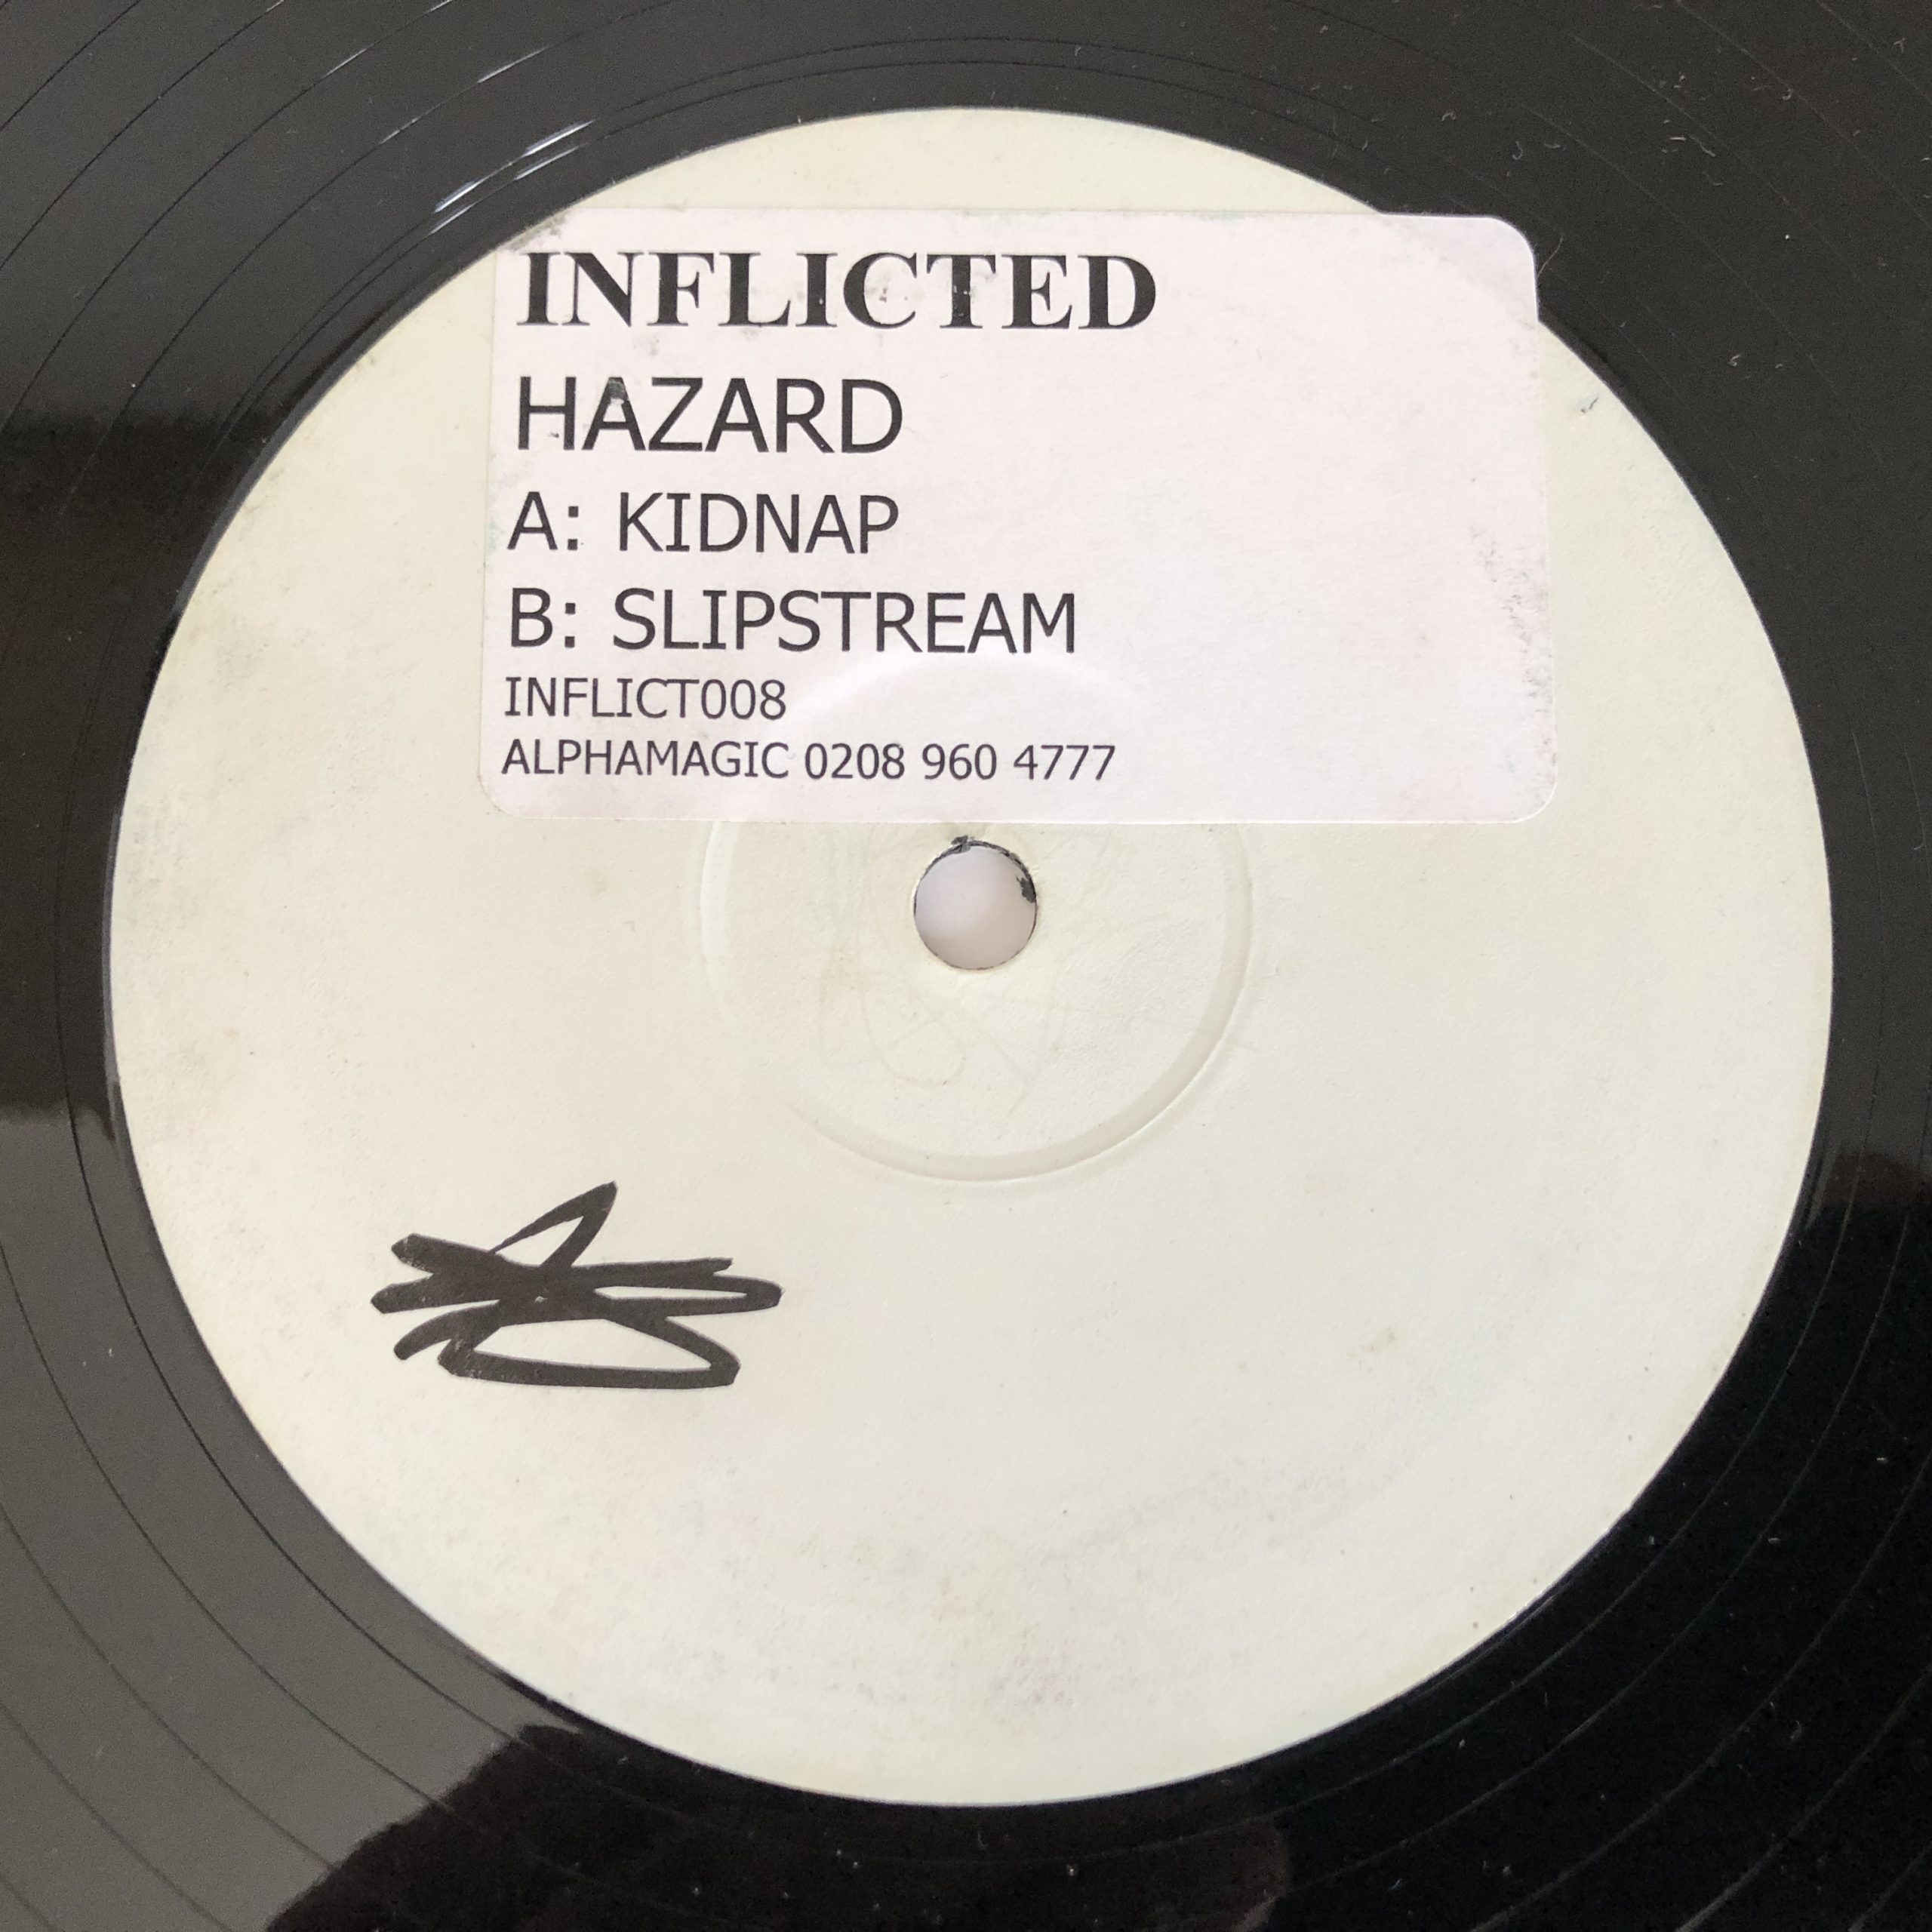 INFLICTED
HAZARD
A: KIDNAP
B: SLIPSTREAM
INFLICT008
ALPHAMAGIC 0208 960 4777